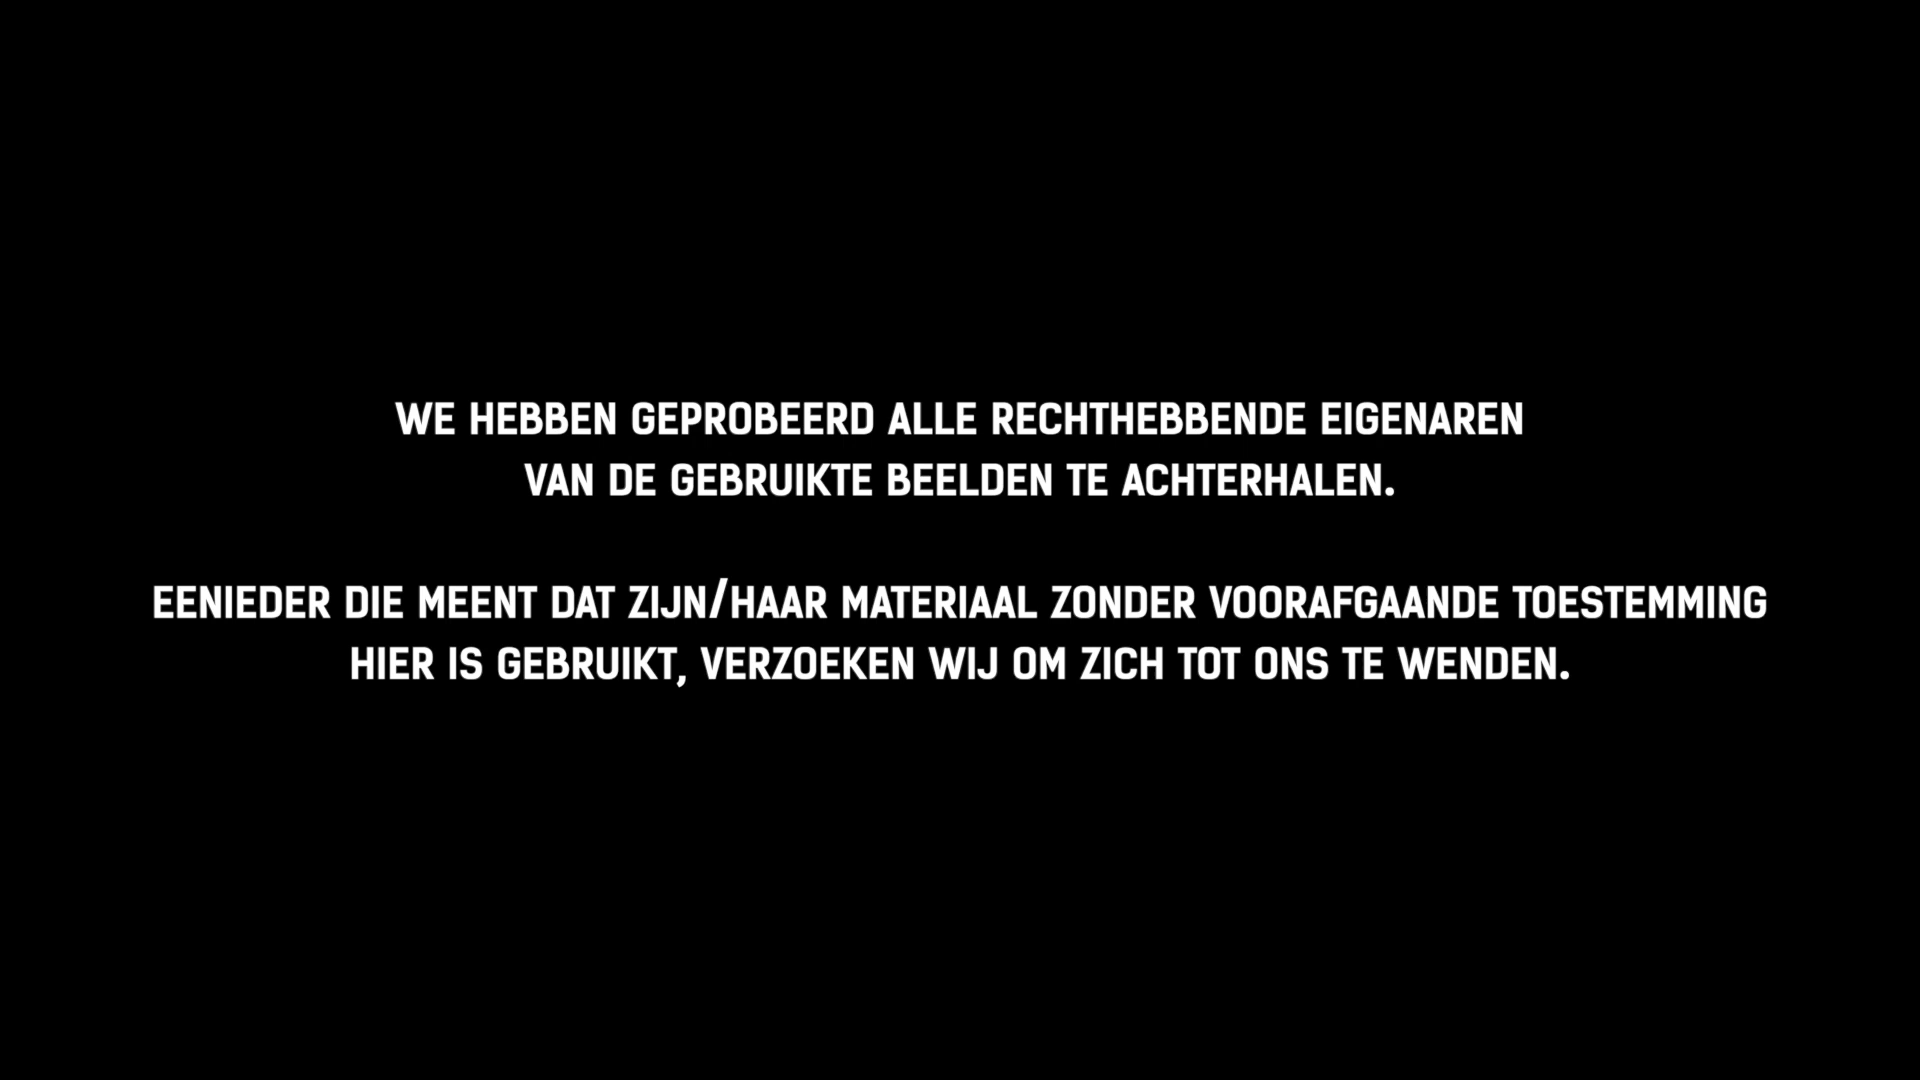 WE HEBBEN GEPROBEERD ALLE RECHTHEBBENDE EIGENAREN
VAN DE GEBRUIKTE BEELDEN TE ACHTERHALEN.
EENIEDER DIE MEENT DAT ZIJN/HAAR MATERIAAL ZONDER VOORAFGAANDE TOESTEMMING
HIER IS GEBRUIKT, VERZOEKEN WIJ OM ZICH TOT ONS TE WENDEN.